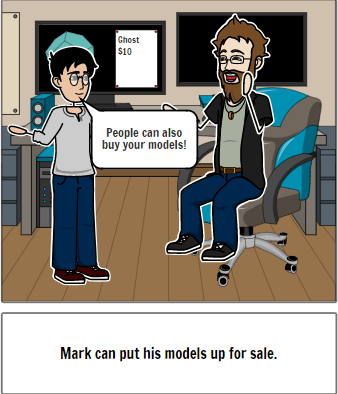 Ghost
$10
People can also
buy your models!
Mark can put his models up for sale.